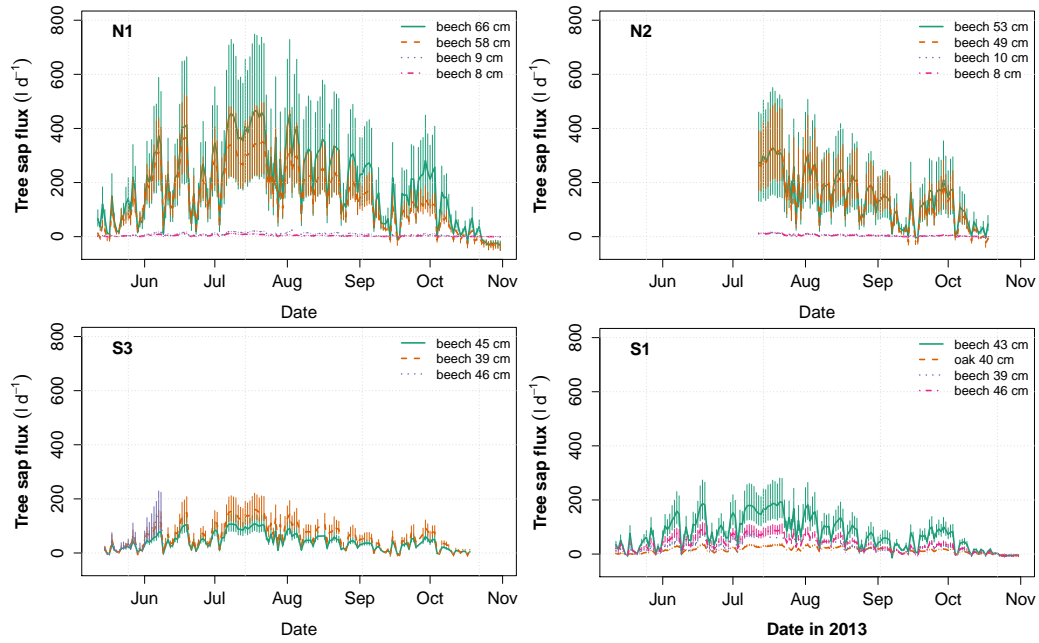 N1
beech 66 cm
beech 58 cm
beech 9 cm
beech 8 cm
Tree sap flux (l d⁻¹)
800
600
400
200
0
Jun Jul Aug Sep Oct Nov
Date
N2
beech 53 cm
beech 49 cm
beech 10 cm
beech 8 cm
Tree sap flux (l d⁻¹)
800
600
400
200
0
Jun Jul Aug Sep Oct Nov
Date
S3
beech 45 cm
beech 39 cm
beech 46 cm
Tree sap flux (l d⁻¹)
800
600
400
200
0
Jun Jul Aug Sep Oct Nov
Date
S1
beech 43 cm
oak 40 cm
beech 39 cm
beech 46 cm
Tree sap flux (l d⁻¹)
800
600
400
200
0
Jun Jul Aug Sep Oct Nov
Date in 2013